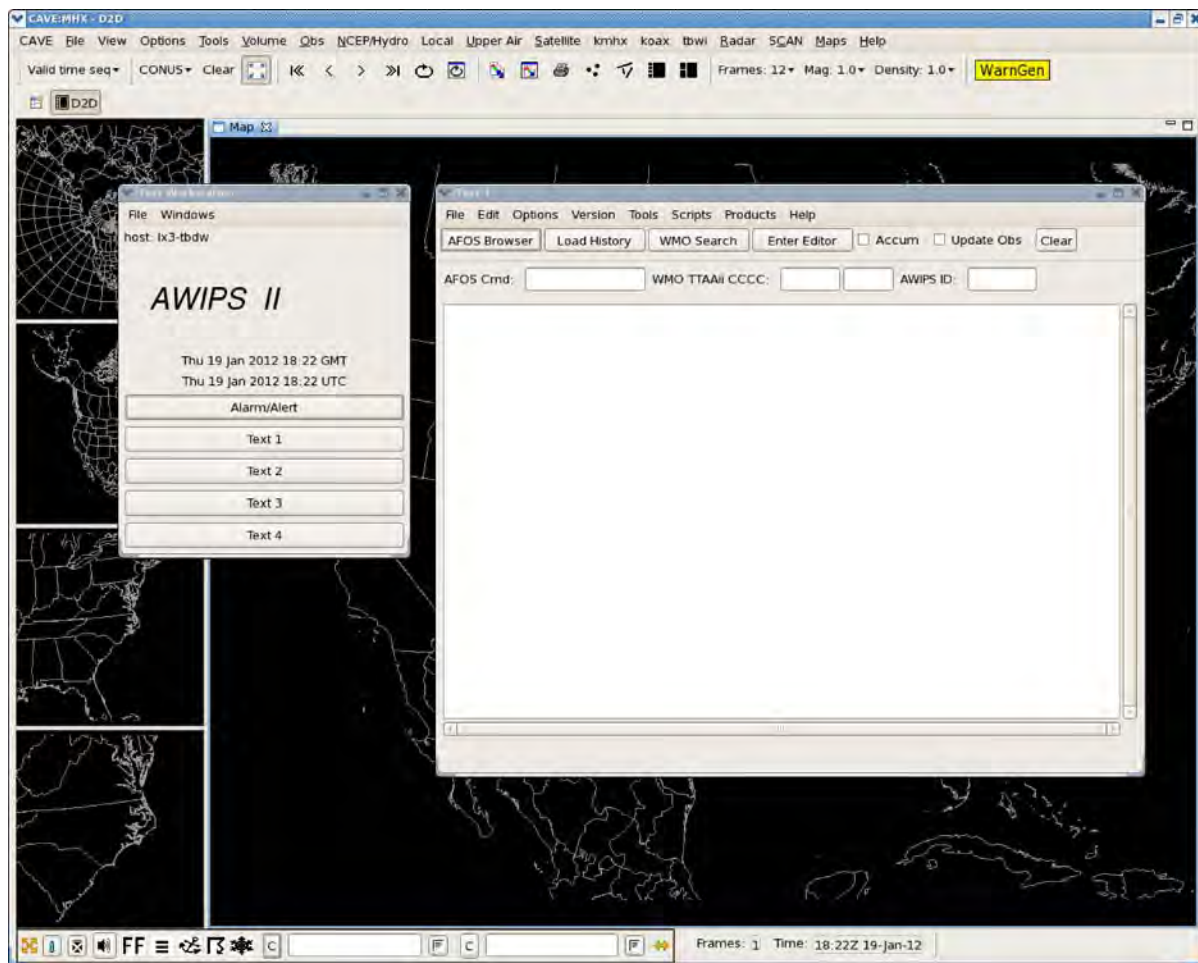 CAVE:MHX - D2D
CAVE File View Options Tools Volume Obs NCEP/Hydro Local Upper Air Satellite kmhx koax tbwi Radar SCAN Maps Help
Valid time seq CONUS Clear Frames: 12 Mag: 1.0 Density: 1.0 WarnGen
D2D
Map
Text Workstation
File Windows
host: lx3-tbdw
AWIPS II
Thu 19 Jan 2012 18:22 GMT
Thu 19 Jan 2012 18:22 UTC
Alarm/Alert
Text 1
Text 2
Text 3
Text 4
Text 1
File Edit Options Version Tools Scripts Products Help
AFOS Browser Load History WMO Search Enter Editor Accum Update Obs Clear
AFOS Cmd: WMO TTAAii CCCC: AWIPS ID:
FF C F C F Frames: 1 Time: 18:22Z 19-Jan-12